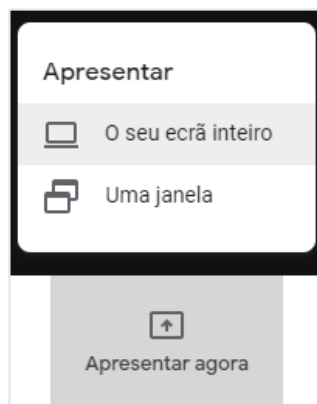 Apresentar
O seu ecrã inteiro
Uma janela
Apresentar agora